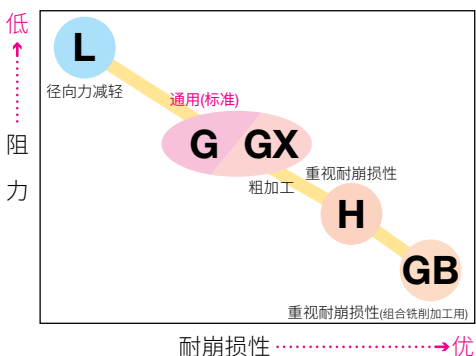 低
L
径向力减轻
通用(标准)
阻
力
G GX
粗加工
重视耐崩损性
H
GB
重视耐崩损性(组合铣削加工用)
耐崩损性
优